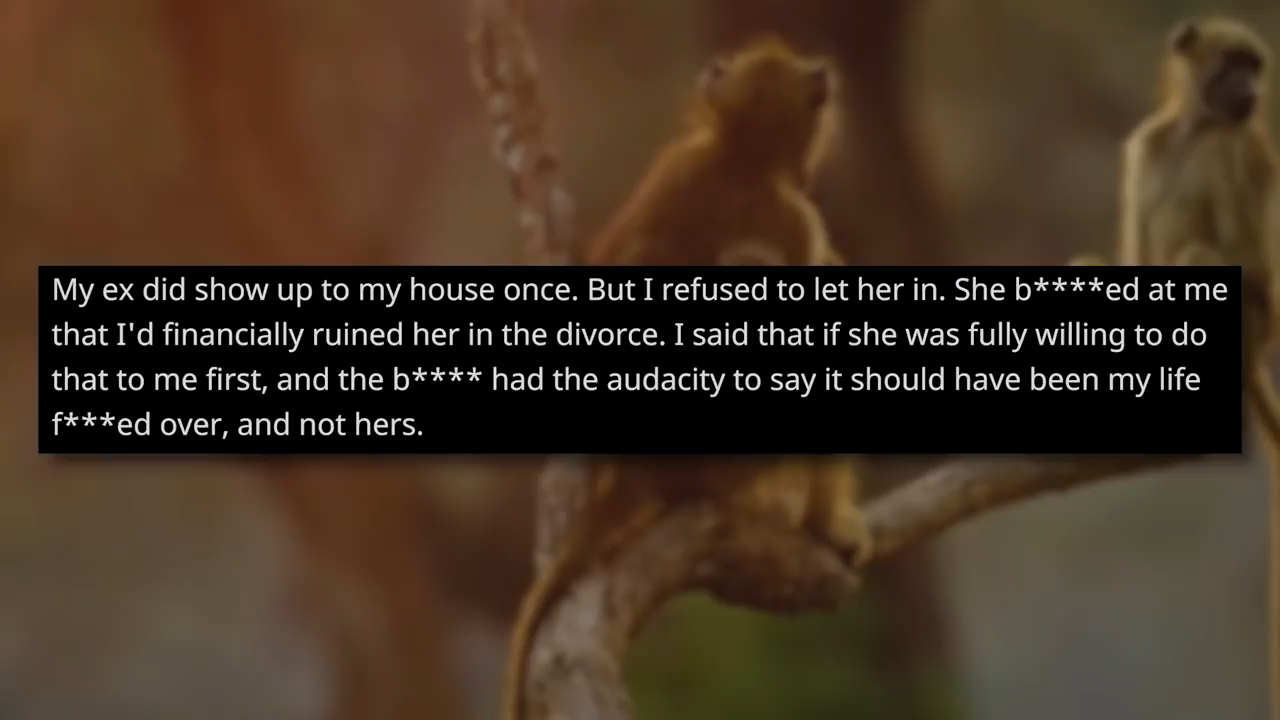 My ex did show up to my house once. But I refused to let her in. She b****ed at me
that I'd financially ruined her in the divorce. I said that if she was fully willing to do
that to me first, and the b**** had the audacity to say it should have been my life
f***ed over, and not hers.